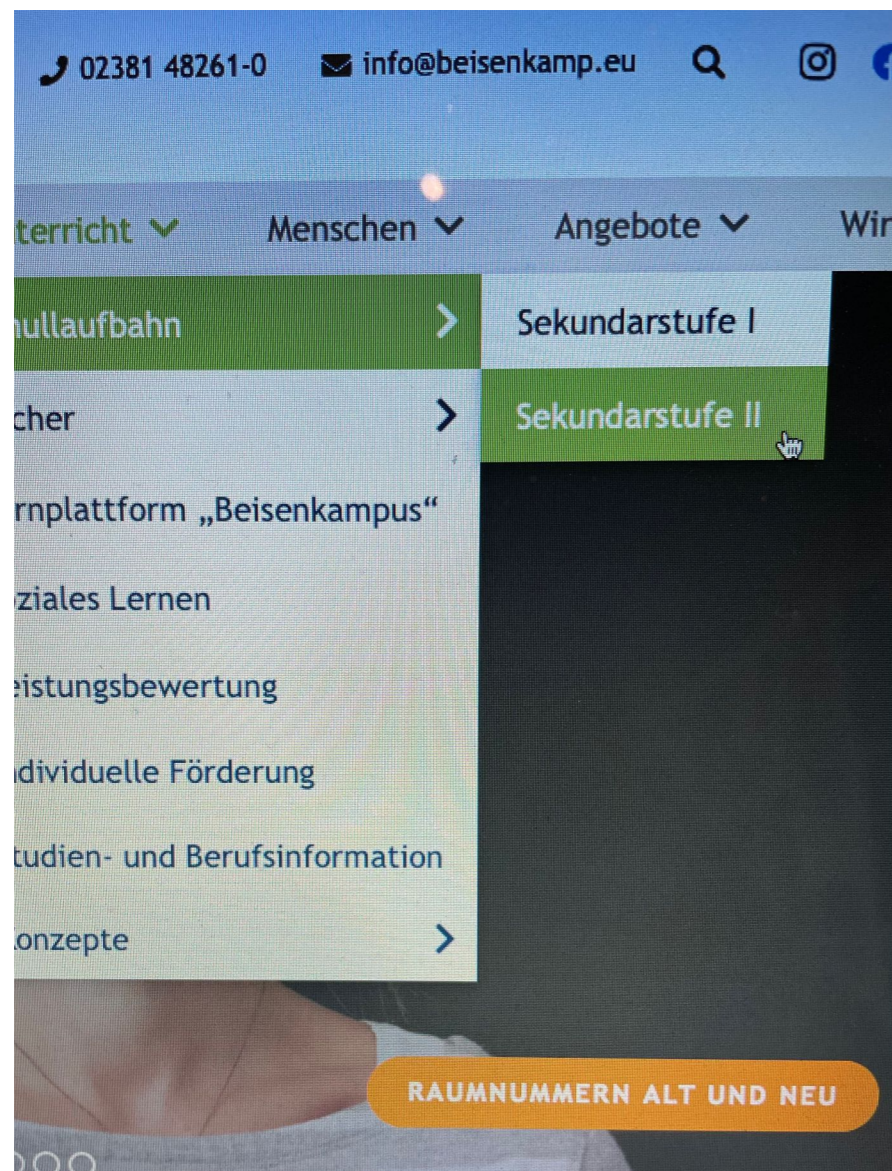 02381 48261-0 info@beisenkamp.eu
terricht Menschen Angebote Wir
ullaufbahn
Sekundarstufe I
cher
Sekundarstufe II
rnplattform „Beisenkampus“
ziales Lernen
eistungsbewertung
dividuelle Förderung
tudien- und Berufsinformation
onzepte
RAUMNUMMERN ALT UND NEU